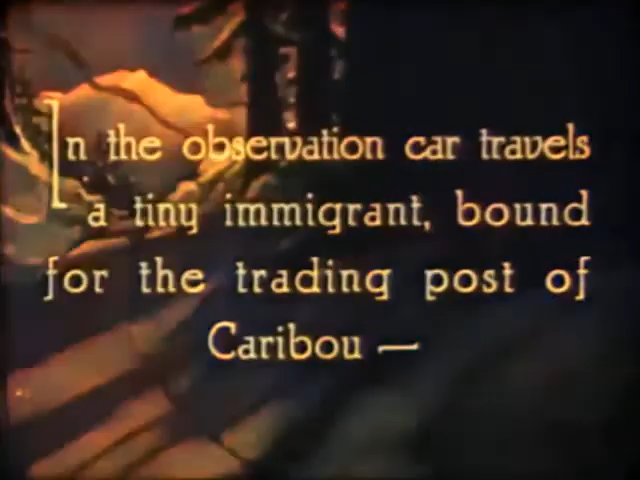 In the observation car travels
a tiny immigrant, bound
for the trading post of
Caribou —